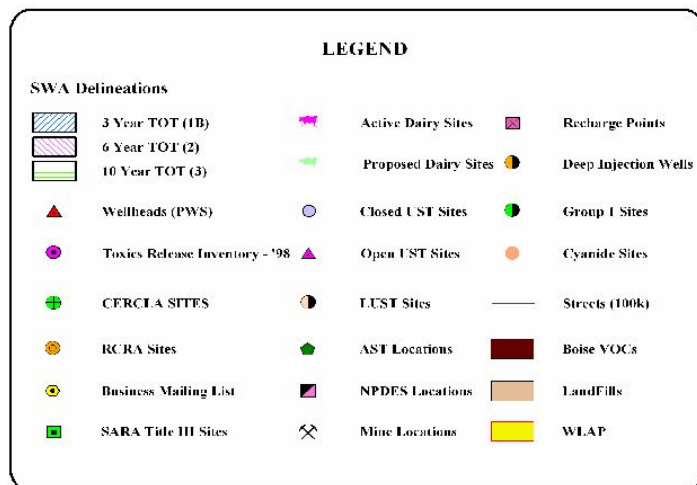 LEGEND
SWA Delineations
3 Year TOT (1B)
6 Year TOT (2)
10 Year TOT (3)
Wellheads (PWS)
Toxics Release Inventory - '98
CERCLA SITES
RCRA Sites
Business Mailing List
SARA Title III Sites
Active Dairy Sites
Proposed Dairy Sites
Closed UST Sites
Open UST Sites
LUST Sites
AST Locations
NPDES Locations
Mine Locations
Recharge Points
Deep Injection Wells
Group 1 Sites
Cyanide Sites
Streets (100k)
Boise VOCs
LandFills
WLAP